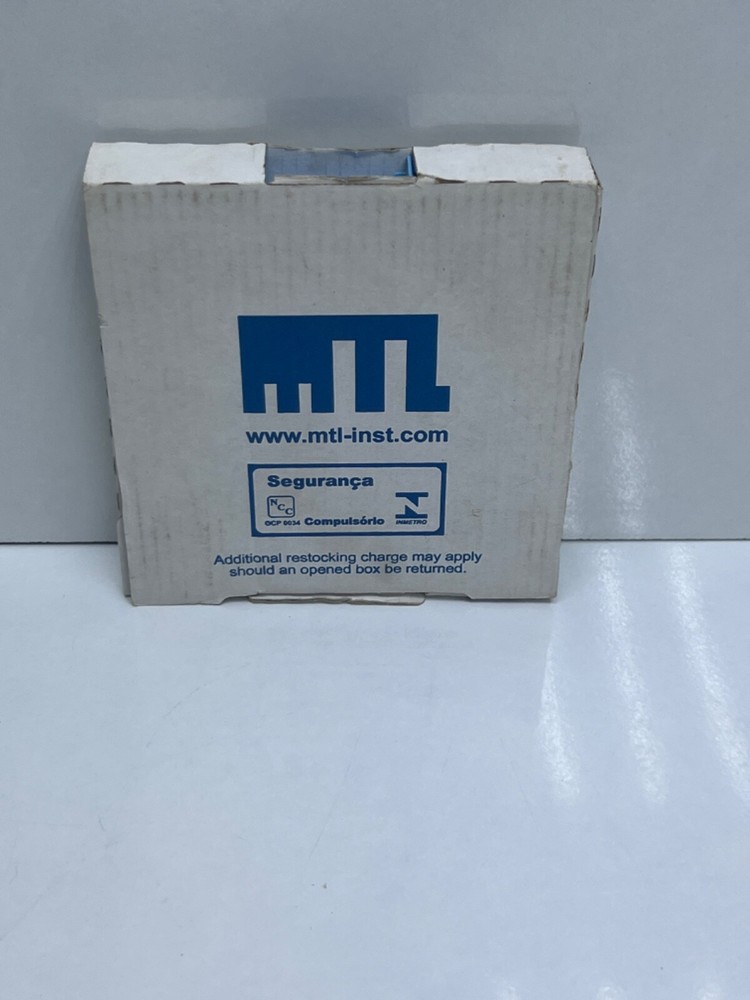 MTL
www.mtl-inst.com
Segurança
NCC
OCP 0034 Compulsório INMETRO
Additional restocking charge may apply
should an opened box be returned.